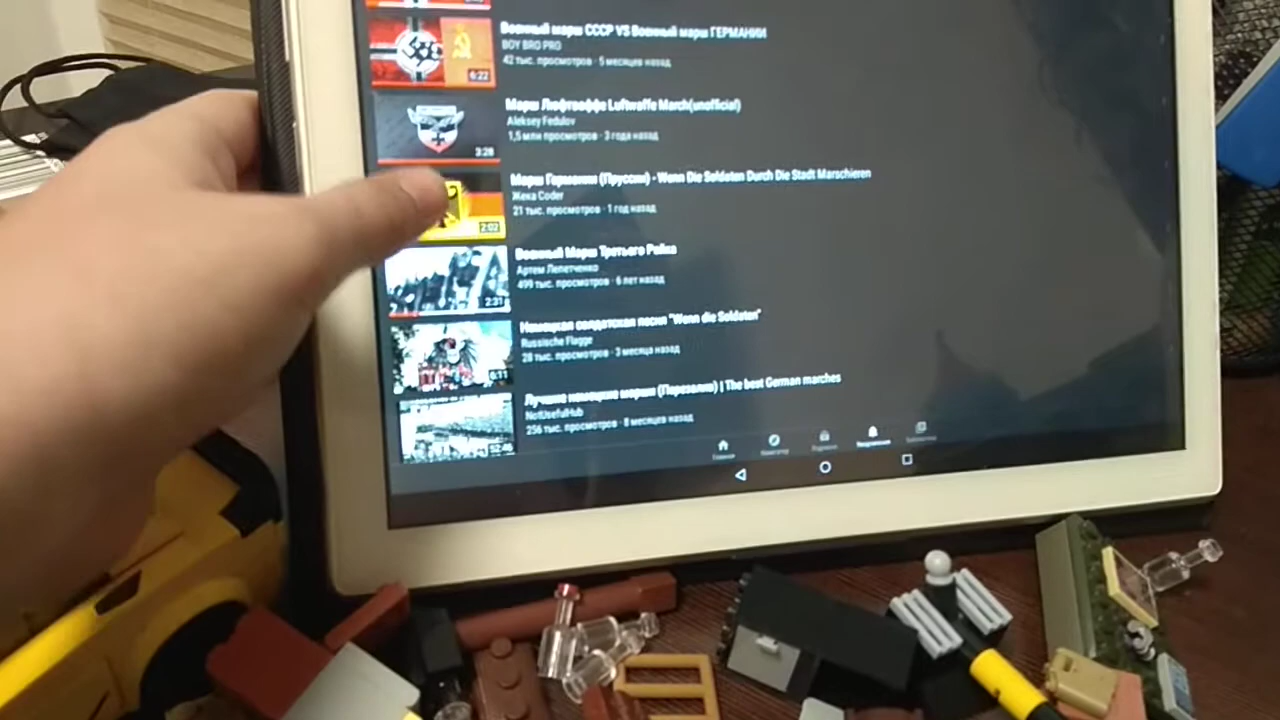 Военный марш СССР VS Военный марш ГЕРМАНИИ
BOY BRO PRO
42 тыс. просмотров · 5 месяцев назад
6:22
Марш Люфтваффе Luftwaffe March(unofficial)
Aleksey Fedulov
1,5 млн просмотров · 3 года назад
3:28
Марш Германии (Пруссии) - Wenn Die Soldaten Durch Die Stadt Marschieren
Жека Coder
21 тыс. просмотров · 1 год назад
2:02
Военный Марш Третьего Рейха
Артем Лепетченко
499 тыс. просмотров · 6 лет назад
2:31
Немецкая солдатская песня "Wenn die Soldaten"
Russische Flagge
28 тыс. просмотров · 3 месяца назад
6:11
Лучшие немецкие марши (Перезалив) | The best German marches
NotUsefulHub
256 тыс. просмотров · 8 месяцев назад
52:46
Главная